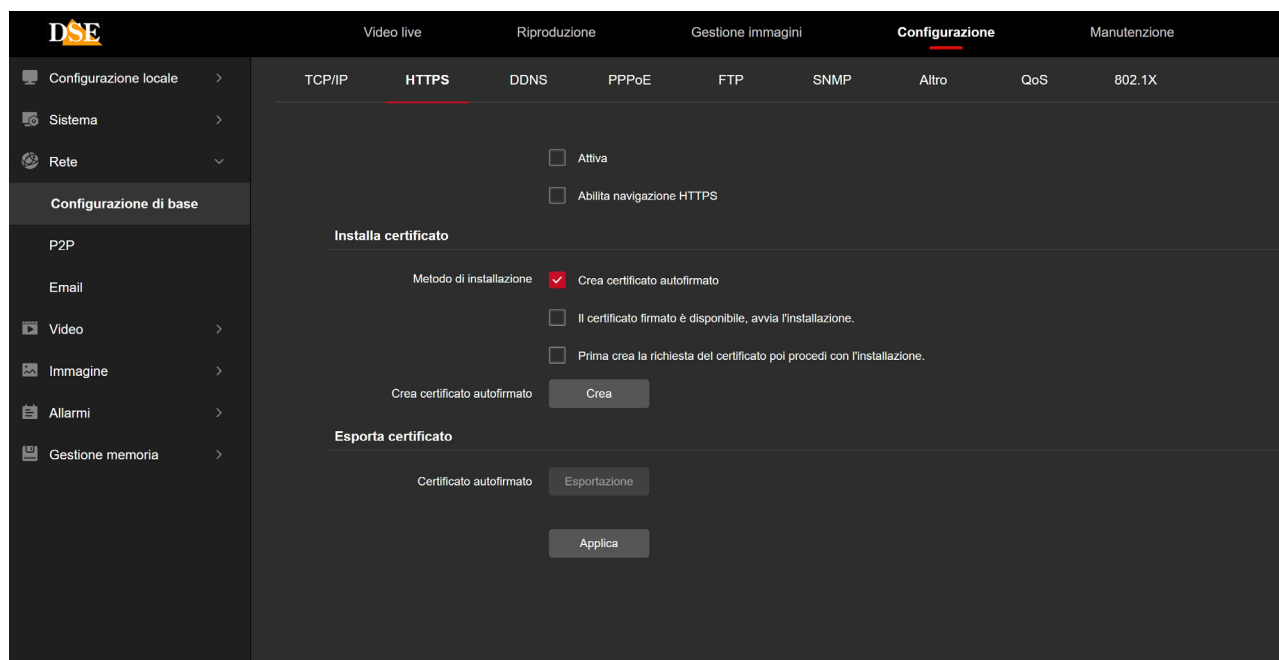 DSE
Video live Riproduzione Gestione immagini Configurazione Manutenzione
Configurazione locale
Sistema
Rete
Configurazione di base
P2P
Email
Video
Immagine
Allarmi
Gestione memoria
TCP/IP HTTPS DDNS PPPoE FTP SNMP Altro QoS 802.1X
Attiva
Abilita navigazione HTTPS
Installa certificato
Metodo di installazione Crea certificato autofirmato
Il certificato firmato è disponibile, avvia l'installazione.
Prima crea la richiesta del certificato poi procedi con l'installazione.
Crea certificato autofirmato Crea
Esporta certificato
Certificato autofirmato Esportazione
Applica